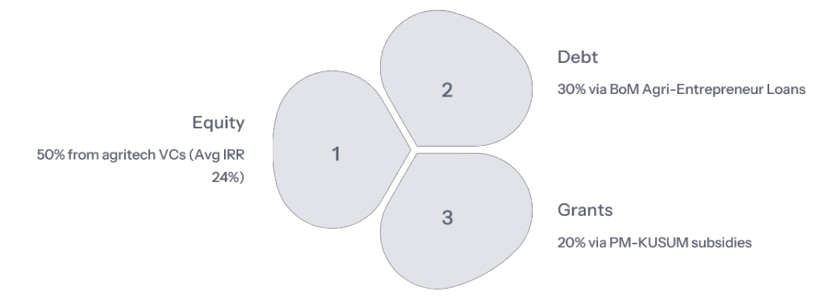 Equity
50% from agritech VCs (Avg IRR
24%)
1
2
Debt
30% via BoM Agri-Entrepreneur Loans
3
Grants
20% via PM-KUSUM subsidies